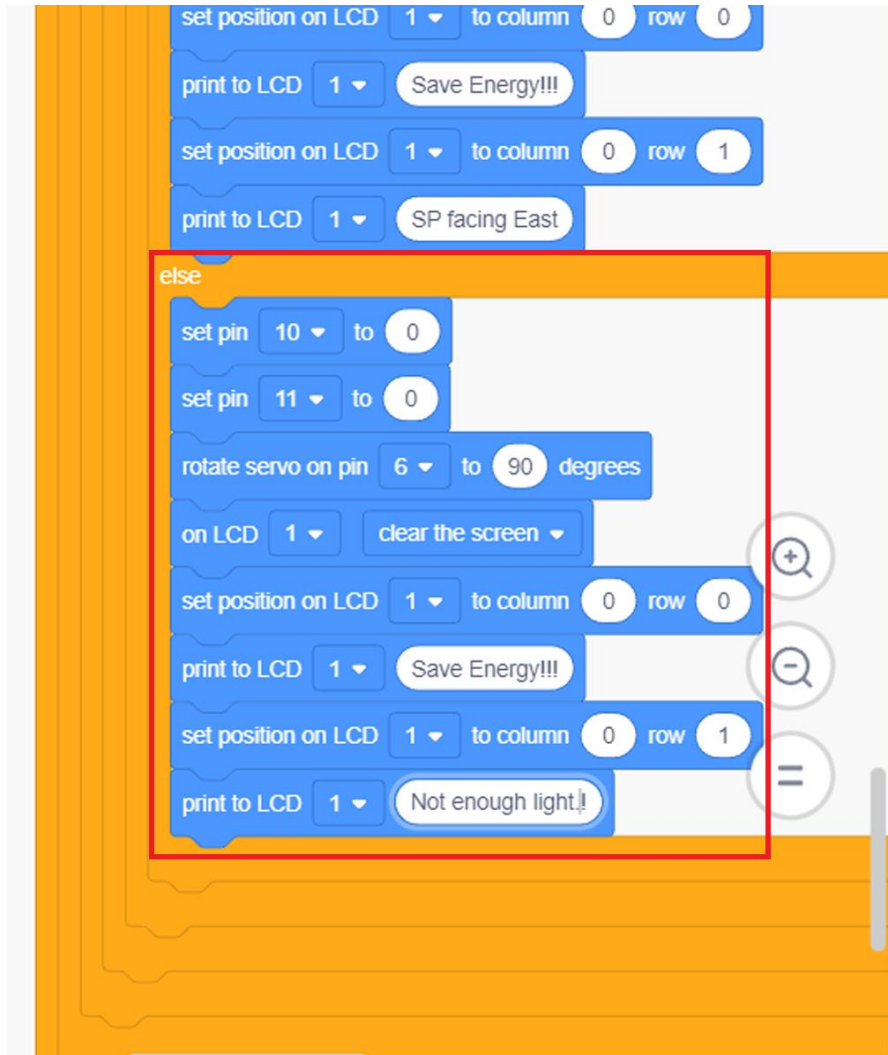 set position on LCD 1 to column 0 row 0
print to LCD 1 Save Energy!!!
set position on LCD 1 to column 0 row 1
print to LCD 1 SP facing East
else
set pin 10 to 0
set pin 11 to 0
rotate servo on pin 6 to 90 degrees
on LCD 1 clear the screen
set position on LCD 1 to column 0 row 0
print to LCD 1 Save Energy!!!
set position on LCD 1 to column 0 row 1
print to LCD 1 Not enough light.!